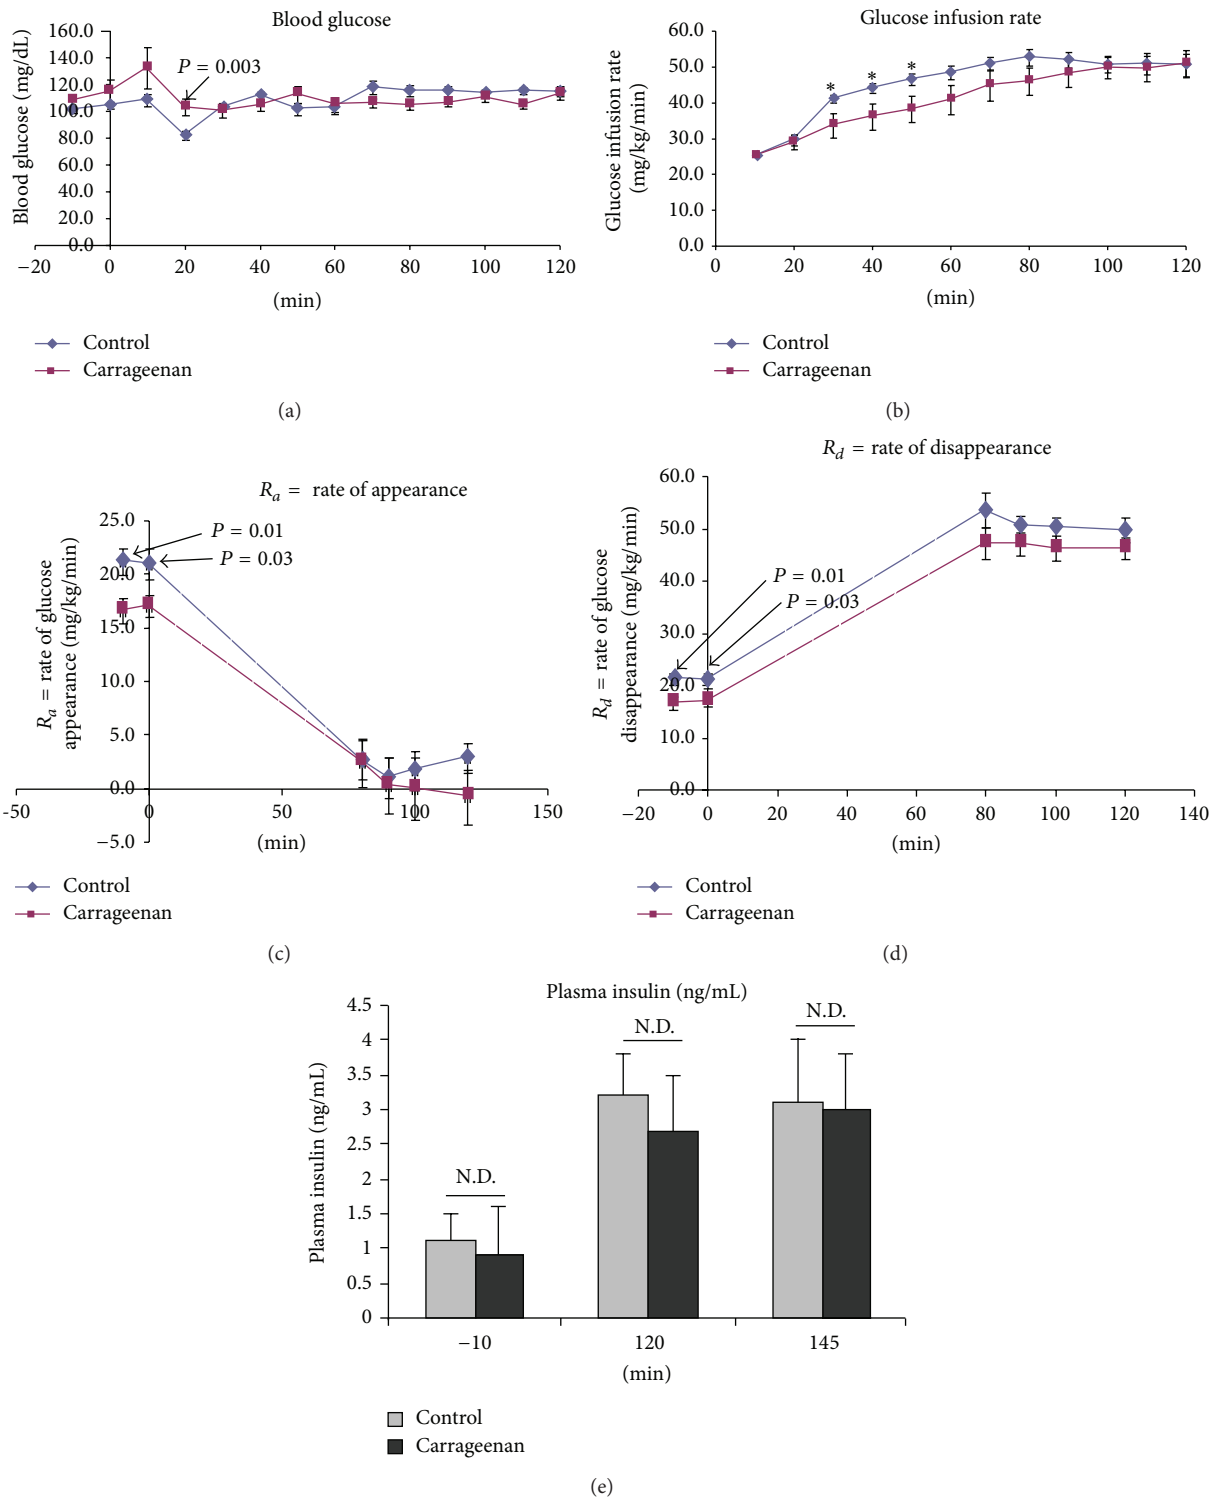 Blood glucose
Blood glucose (mg/dL)
160.0
140.0
120.0
100.0
80.0
60.0
40.0
20.0
0.0
P = 0.003
−20 0 20 40 60 80 100 120
(min)
Control
Carrageenan
(a)
Glucose infusion rate
Glucose infusion rate
(mg/kg/min)
60.0
50.0
40.0
30.0
20.0
10.0
0.0
* * *
0 20 40 60 80 100 120
(min)
Control
Carrageenan
(b)
Ra = rate of appearance
Ra = rate of glucose
appearance (mg/kg/min)
25.0
20.0
15.0
10.0
5.0
0.0
−5.0
P = 0.01
P = 0.03
-50 0 50 100 150
(min)
Control
Carrageenan
(c)
Rd = rate of disappearance
Rd = rate of glucose
disappearance (mg/kg/min)
60.0
50.0
40.0
30.0
20.0
10.0
0.0
P = 0.01
P = 0.03
−20 0 20 40 60 80 100 120 140
(min)
Control
Carrageenan
(d)
Plasma insulin (ng/mL)
Plasma insulin (ng/mL)
4.5
4
3.5
3
2.5
2
1.5
1
0.5
0
N.D.
N.D.
N.D.
−10 120 145
(min)
Control
Carrageenan
(e)